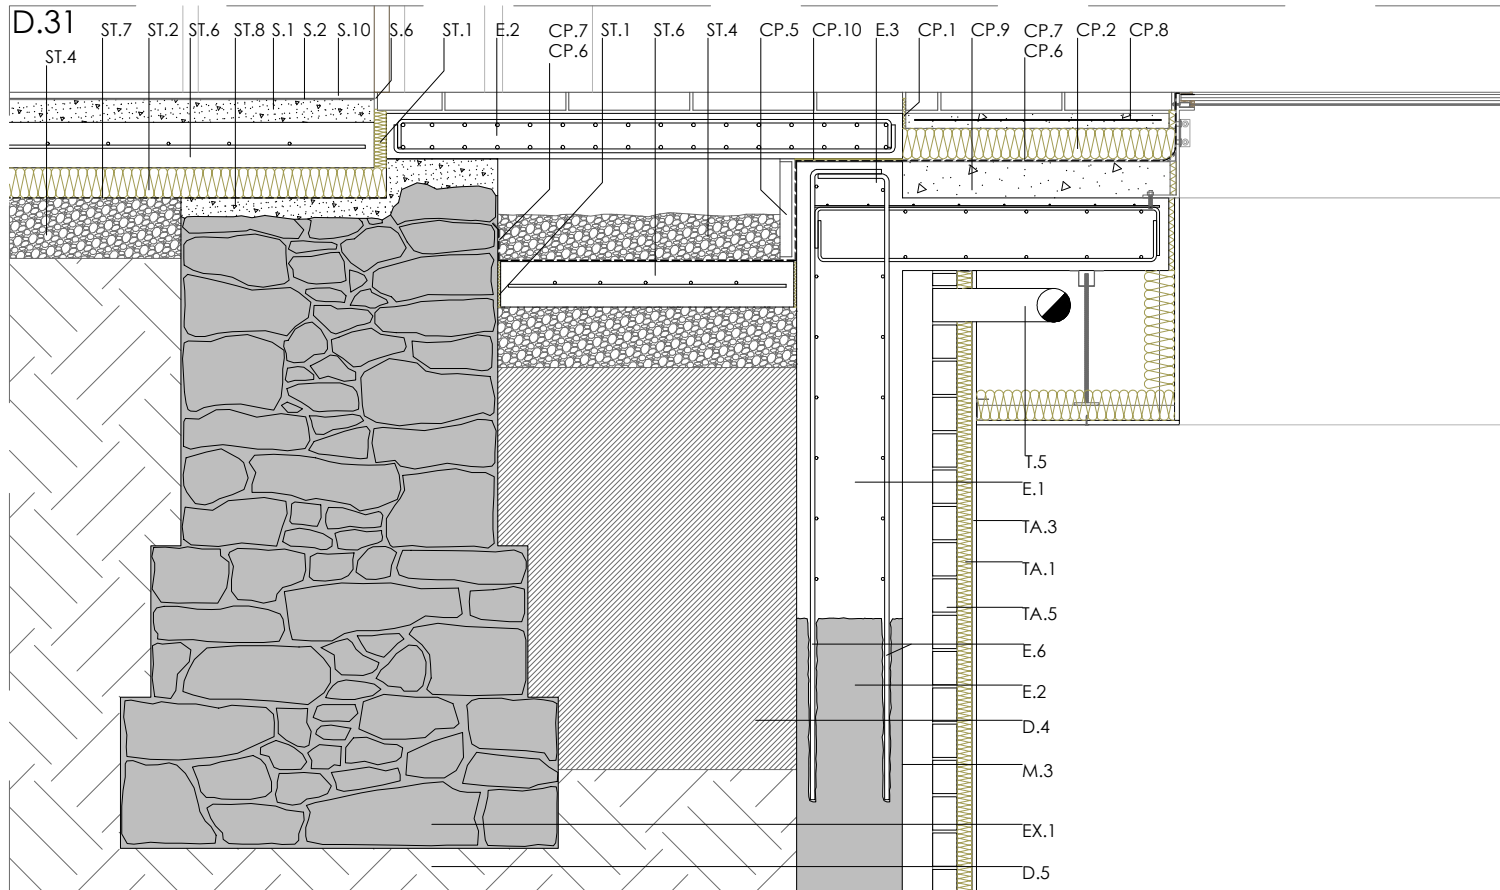 D.31
ST.4
ST.7
ST.2
ST.6
ST.8
S.1
S.2
S.10
S.6
ST.1
E.2
CP.7
CP.6
ST.1
ST.6
ST.4
CP.5
CP.10
E.3
CP.1
CP.9
CP.7
CP.6
CP.2
CP.8
T.5
E.1
TA.3
TA.1
TA.5
E.6
E.2
D.4
M.3
EX.1
D.5